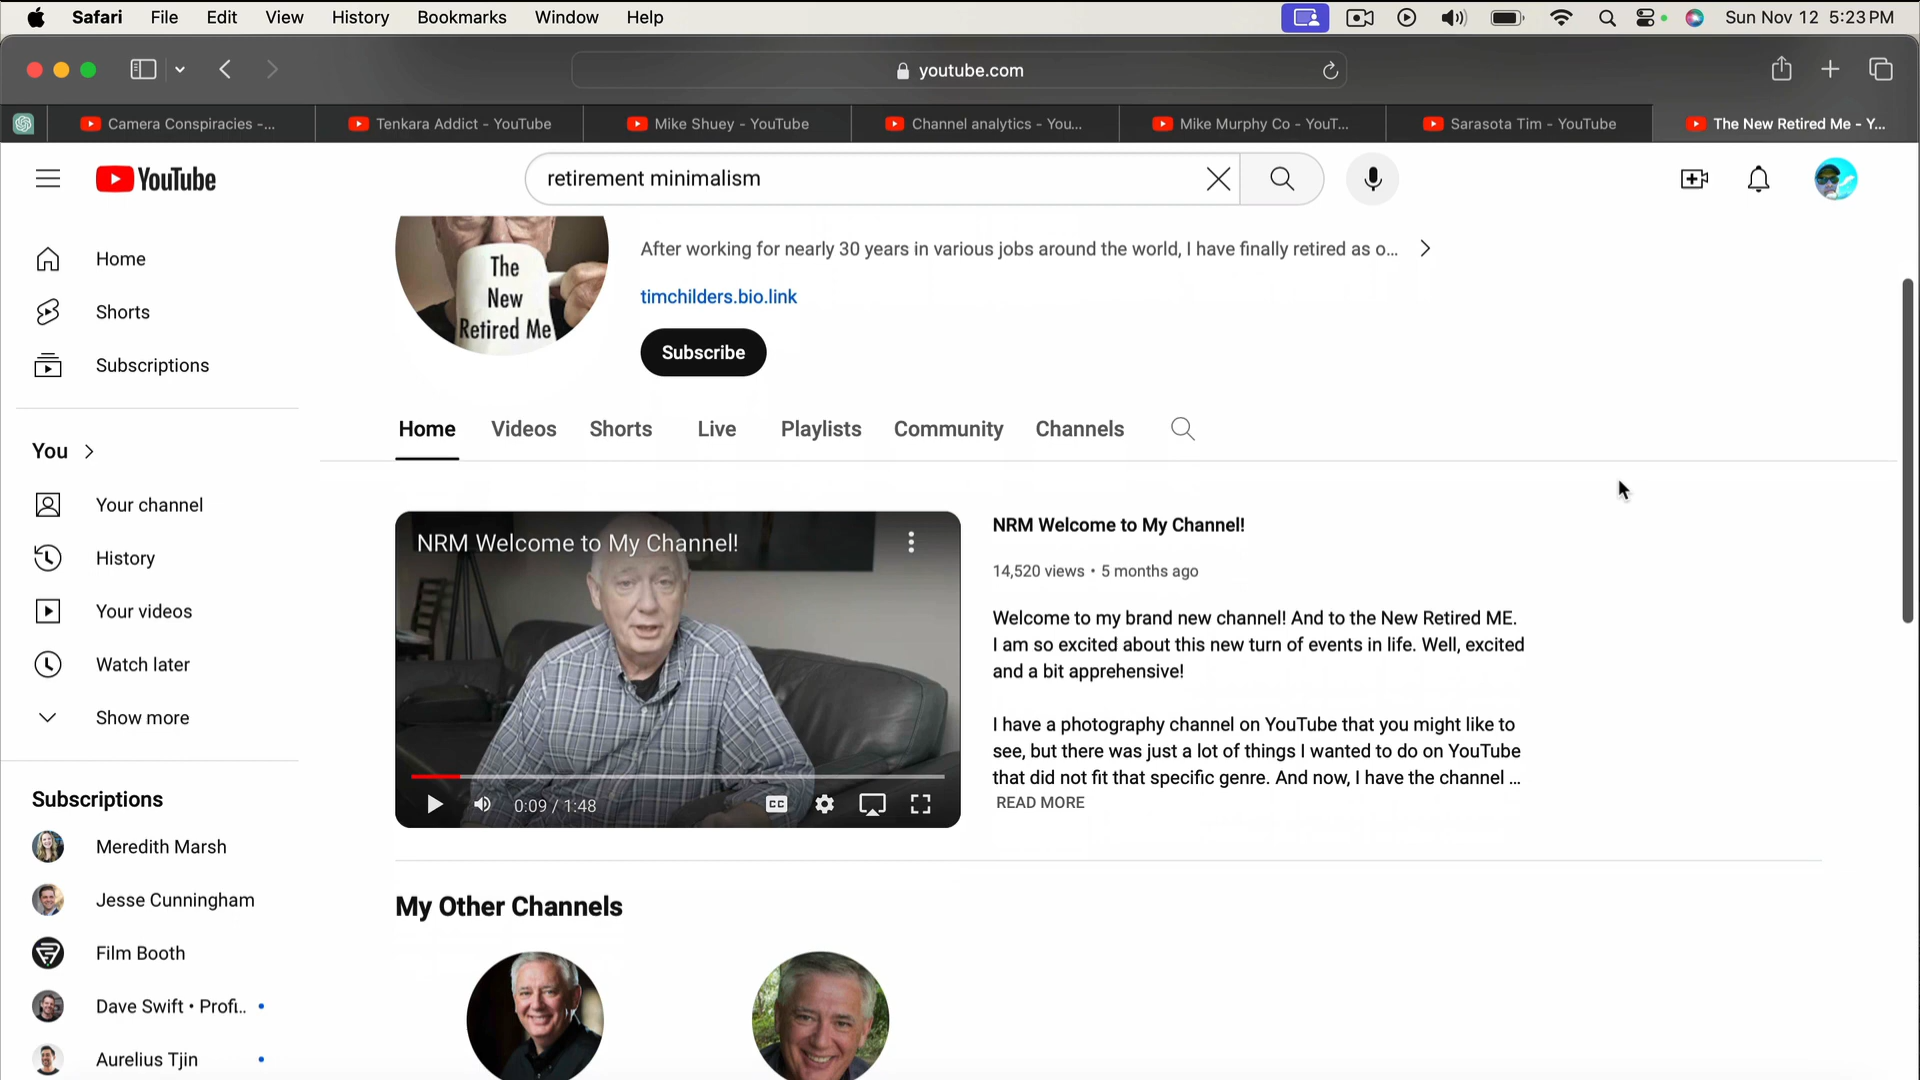 Safari File Edit View History Bookmarks Window Help Sun Nov 12 5:23 PM
youtube.com
Camera Conspiracies -... Tenkara Addict - YouTube Mike Shuey - YouTube Channel analytics - You... Mike Murphy Co - YouT... Sarasota Tim - YouTube The New Retired Me - Y...
YouTube
retirement minimalism
Home
Shorts
Subscriptions
You
Your channel
History
Your videos
Watch later
Show more
Subscriptions
Meredith Marsh
Jesse Cunningham
Film Booth
Dave Swift • Profi..
Aurelius Tjin
The
New
Retired Me
After working for nearly 30 years in various jobs around the world, I have finally retired as o...
timchilders.bio.link
Subscribe
Home Videos Shorts Live Playlists Community Channels
NRM Welcome to My Channel!
0:09 / 1:48
CC
NRM Welcome to My Channel!
14,520 views • 5 months ago
Welcome to my brand new channel! And to the New Retired ME.
I am so excited about this new turn of events in life. Well, excited
and a bit apprehensive!
I have a photography channel on YouTube that you might like to
see, but there was just a lot of things I wanted to do on YouTube
that did not fit that specific genre. And now, I have the channel ...
READ MORE
My Other Channels